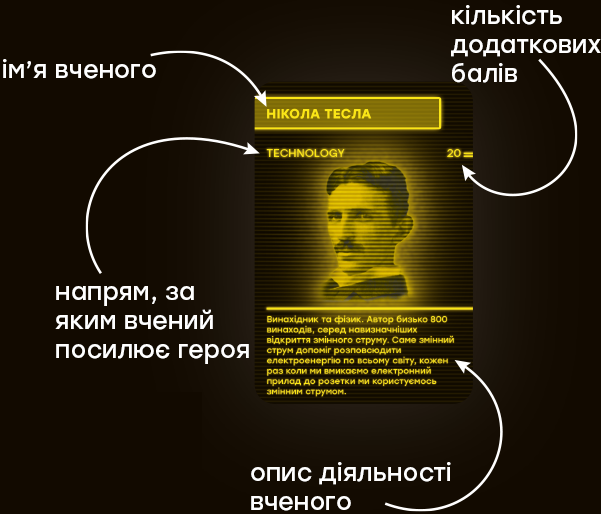 кількість
додаткових
балів
ім’я вченого
НІКОЛА ТЕСЛА
TECHNOLOGY
20
напрям, за
яким вчений
посилює героя
Винахідник та фізик. Автор бизько 800
винаходів, серед навизначніших
відкриття змінного струму. Саме змінний
струм допоміг розповсюдити
електроенергію по всьому світу, кожен
раз коли ми вмикаємо електронний
прилад до розетки ми користуємось
змінним струмом.
опис діяльності
вченого